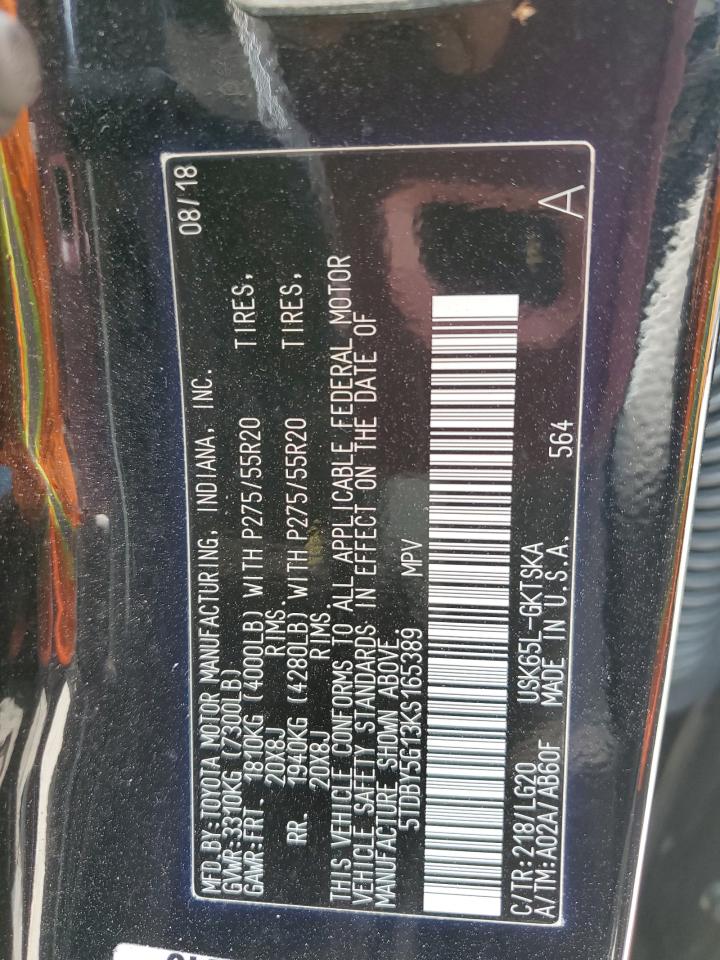 MFD.BY:TOYOTA MOTOR MANUFACTURING, INDIANA, INC. 08/18
GVWR:3310KG (7300LB)
GAWR:FRT. 1810KG (4000LB) WITH P275/55R20 TIRES,
20X8J RIMS.
RR. 1940KG (4280LB) WITH P275/55R20 TIRES,
20X8J RIMS.
THIS VEHICLE CONFORMS TO ALL APPLICABLE FEDERAL MOTOR
VEHICLE SAFETY STANDARDS IN EFFECT ON THE DATE OF
MANUFACTURE SHOWN ABOVE.
5TDBY5G13KS165389 MPV
C/TR:218/LG20 USK65L-GKTSKA 564
A/TM:A02A/AB60F MADE IN U.S.A. A